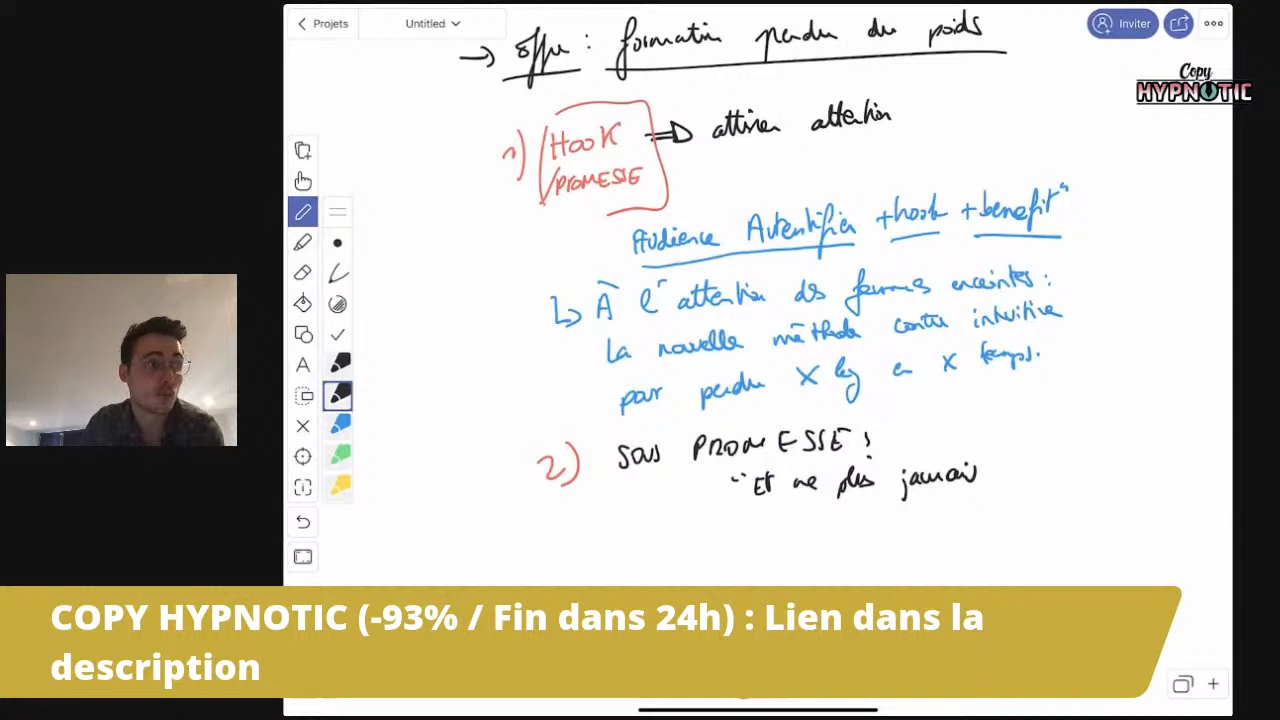 Projets
Untitled
Inviter
→ offre : formation perdre du poids
Copy
HYPNOTIC
1) HOOK
/PROMESSE
⇒ attirer attention
Audience Autentifier + hook + benefit"
↳ À l'attention des femmes enceintes :
la nouvelle méthode contre intuitive
pour perdre X kg en X temps.
2) SOUS PROMESSE :
"Et ne plus jamais
COPY HYPNOTIC (-93% / Fin dans 24h) : Lien dans la
description